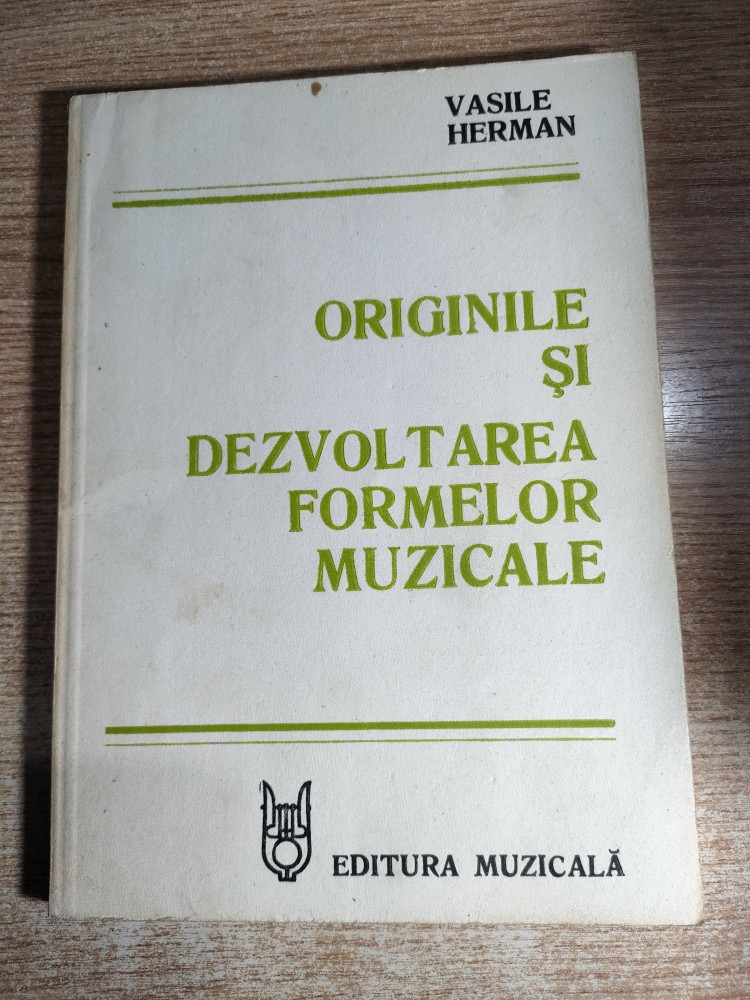 VASILE
HERMAN
ORIGINILE
ŞI
DEZVOLTAREA
FORMELOR
MUZICALE
EDITURA MUZICALĂ